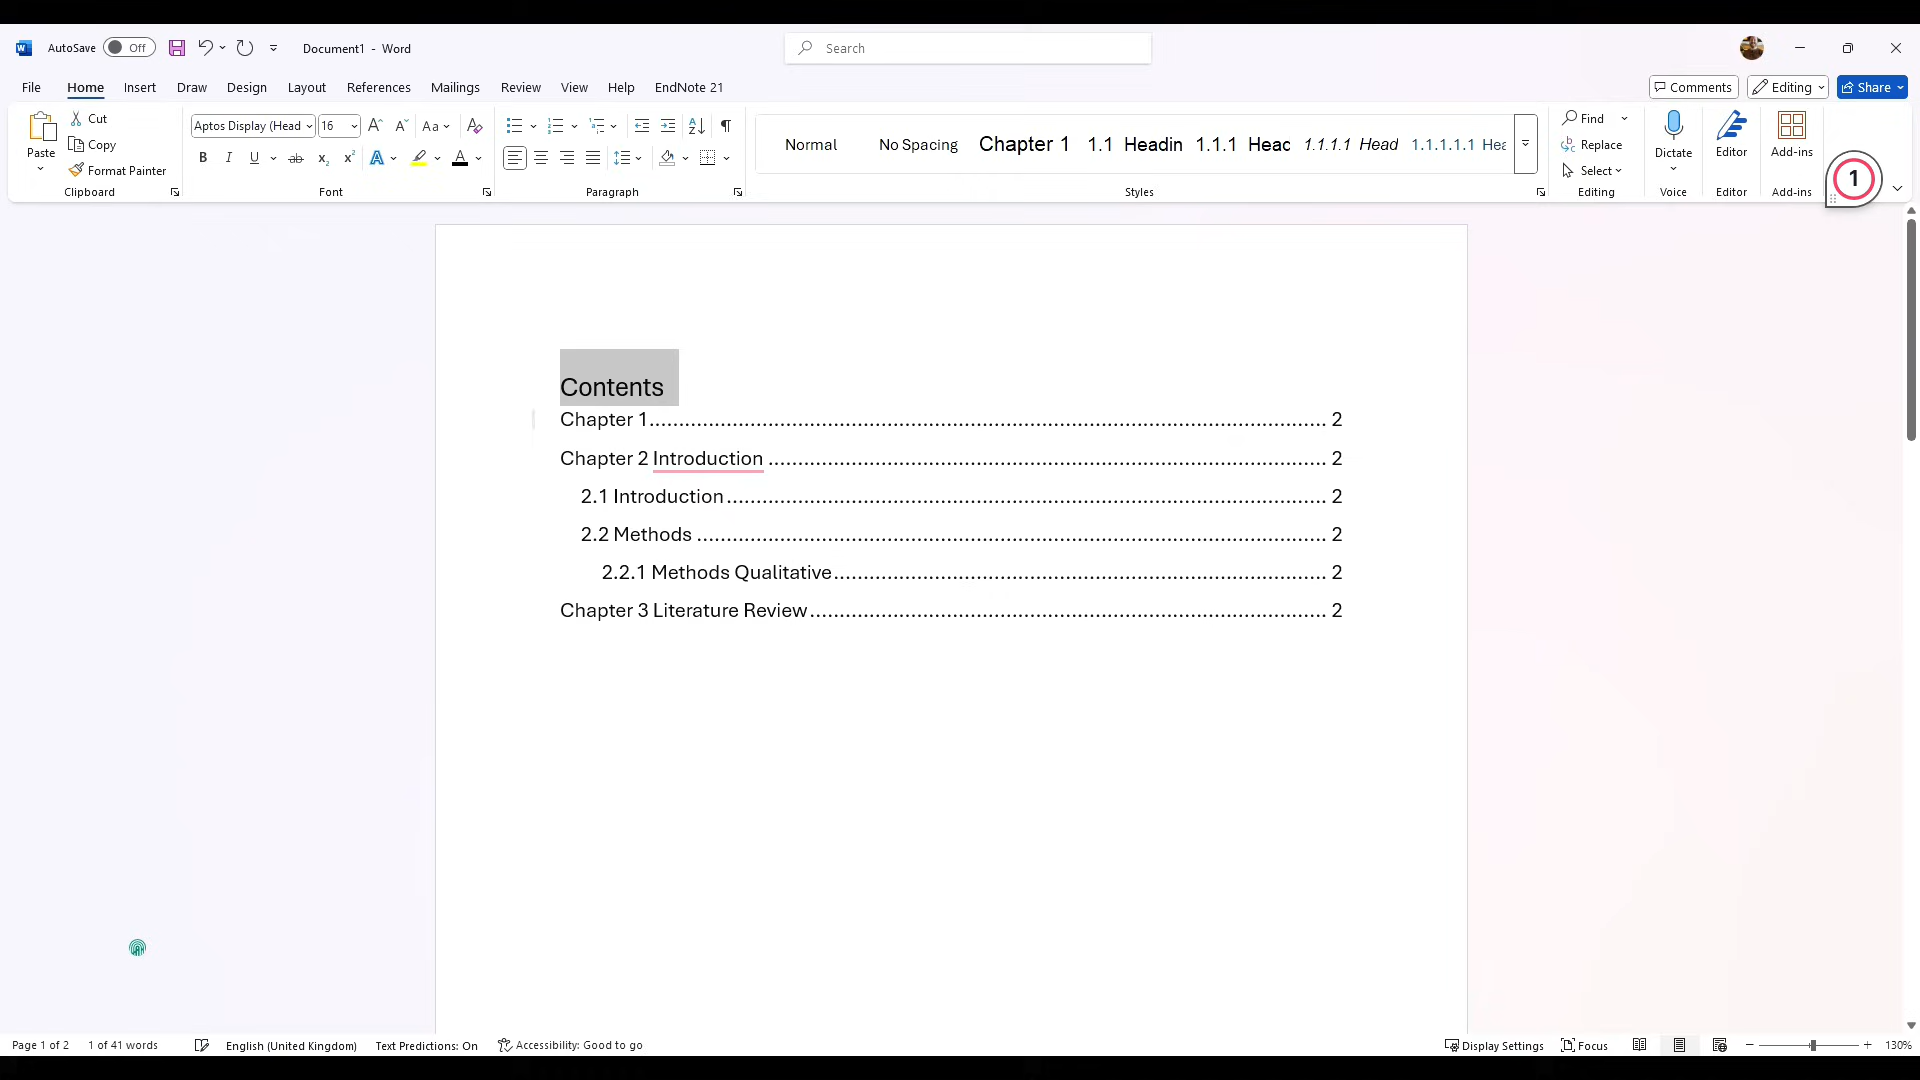 AutoSave Off Document1 - Word Search
File Home Insert Draw Design Layout References Mailings Review View Help EndNote 21 Comments Editing Share
Paste Cut Copy Format Painter
Clipboard
Aptos Display (Head 16 Aa
B I U ab x₂ x² A A
Font
Paragraph
Normal No Spacing Chapter 1 1.1 Headin 1.1.1 Heac 1.1.1.1 Head 1.1.1.1.1 Hea
Styles
Find
Replace
Select
Editing
Dictate
Voice
Editor
Editor
Add-ins
Add-ins
1
Contents
Chapter 1 2
Chapter 2 Introduction 2
2.1 Introduction 2
2.2 Methods 2
2.2.1 Methods Qualitative 2
Chapter 3 Literature Review 2
Page 1 of 2 1 of 41 words English (United Kingdom) Text Predictions: On Accessibility: Good to go Display Settings Focus 130%